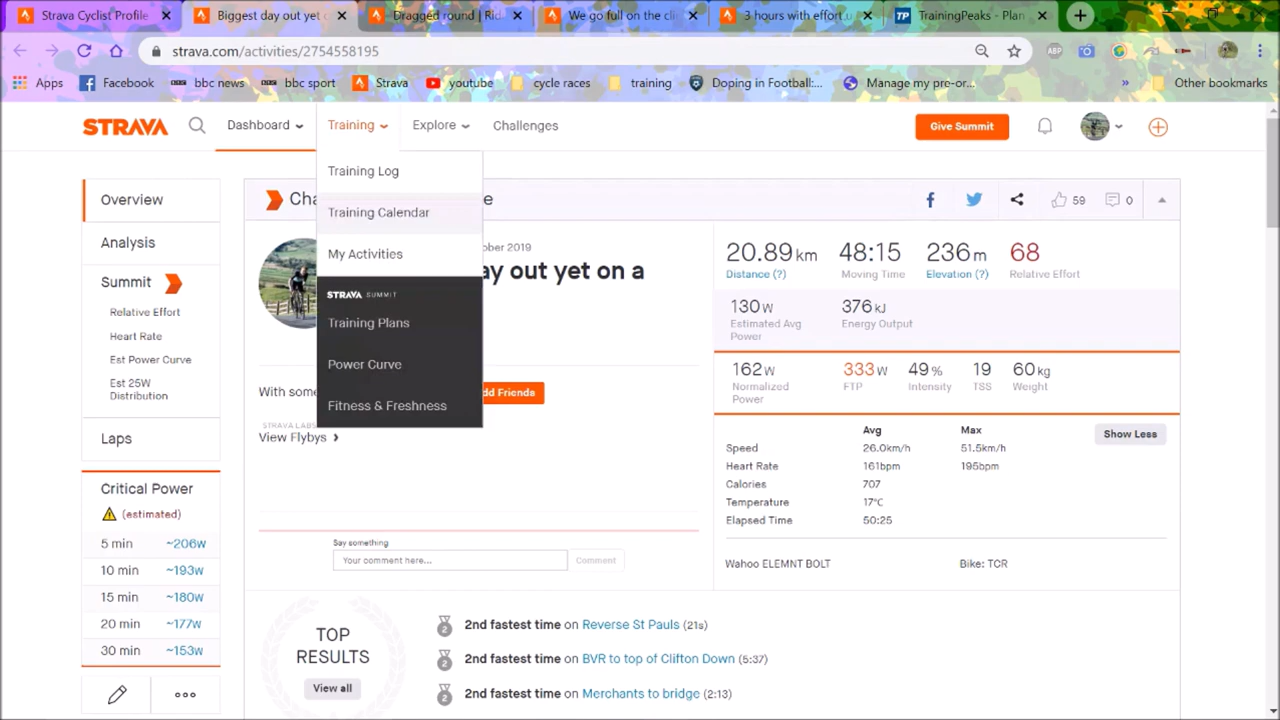 Strava Cyclist Profile
Biggest day out yet o
Dragged round | Rid
We go full on the cli
3 hours with effort u
TP TrainingPeaks - Plan
strava.com/activities/2754558195
ABP
Apps Facebook BBC bbc news BBC bbc sport Strava youtube cycle races training Doping in Football:... Manage my pre-or... » Other bookmarks
STRAVA Dashboard Training Explore Challenges Give Summit
Training Log
Training Calendar
My Activities
STRAVA SUMMIT
Training Plans
Power Curve
Fitness & Freshness
Overview
Analysis
Summit
Relative Effort
Heart Rate
Est Power Curve
Est 25W
Distribution
Laps
Critical Power
(estimated)
5 min ~206W
10 min ~193W
15 min ~180W
20 min ~177W
30 min ~153W
Cha e
59 0
ober 2019
ay out yet on a
With some dd Friends
STRAVA LABS
View Flybys
Say something
Your comment here... Comment
20.89km 48:15 236m 68
Distance (?) Moving Time Elevation (?) Relative Effort
130W 376kJ
Estimated Avg Energy Output
Power
162W 333W 49% 19 60kg
Normalized FTP Intensity TSS Weight
Power
Avg Max
Show Less
Speed 26.0km/h 51.5km/h
Heart Rate 161bpm 195bpm
Calories 707
Temperature 17°C
Elapsed Time 50:25
Wahoo ELEMNT BOLT Bike: TCR
TOP
RESULTS
View all
2 2nd fastest time on Reverse St Pauls (21s)
2 2nd fastest time on BVR to top of Clifton Down (5:37)
2 2nd fastest time on Merchants to bridge (2:13)